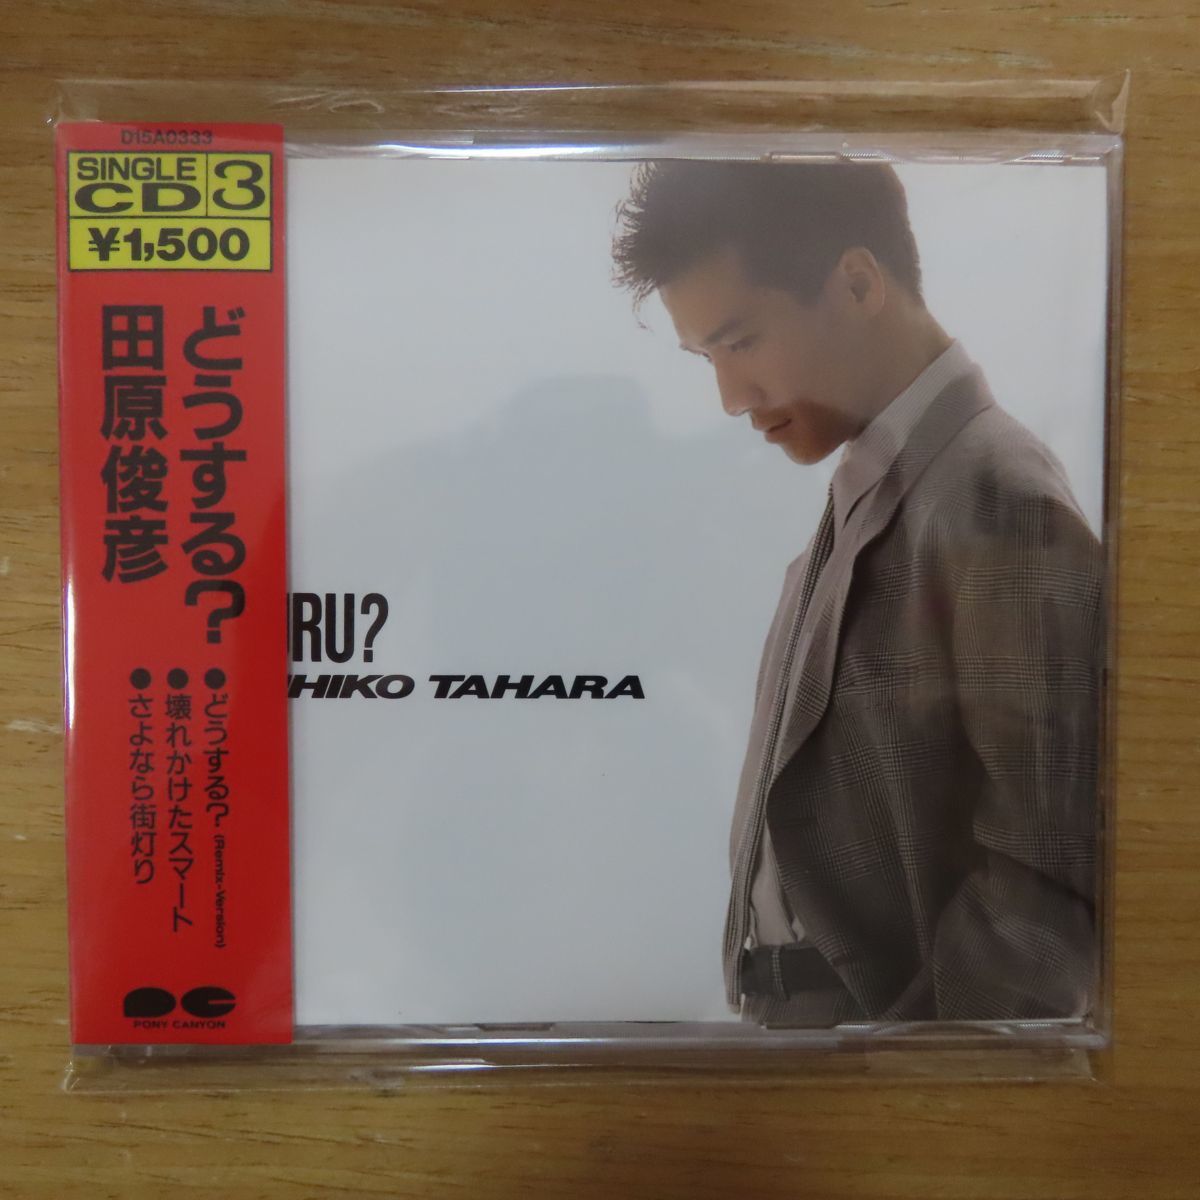 D15A0333
SINGLE
CD 3
¥1,500
どうする?
田原俊彦
●どうする? (Remix-Version)
●壊れかけたスマート
●さよなら街灯り
PONY CANYON
URU?
HIKO TAHARA